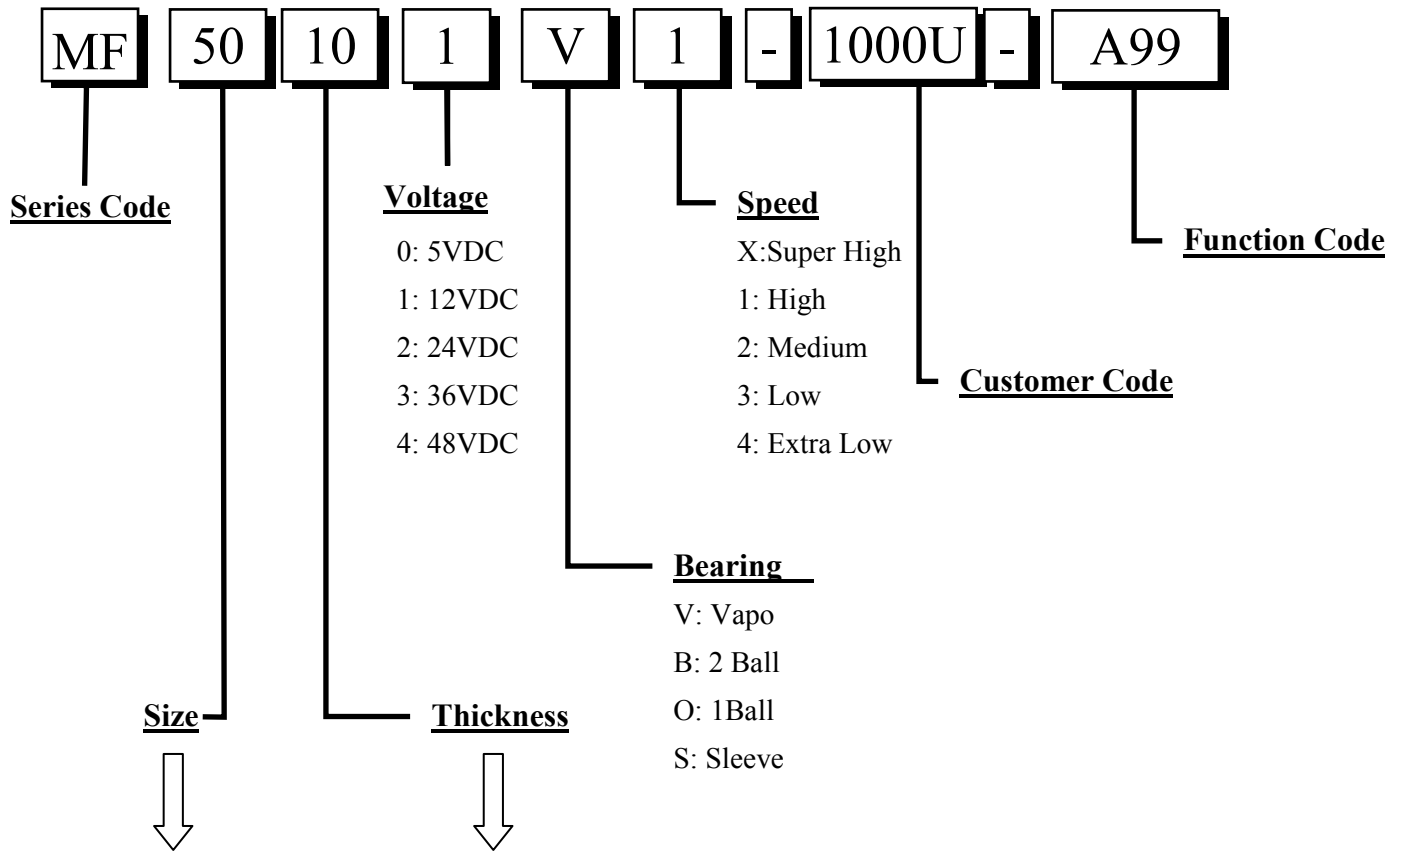 MF 50 10 1 V 1 - 1000U - A99
Series Code
Voltage
0: 5VDC
1: 12VDC
2: 24VDC
3: 36VDC
4: 48VDC
Speed
X:Super High
1: High
2: Medium
3: Low
4: Extra Low
Function Code
Customer Code
Bearing
V: Vapo
B: 2 Ball
O: 1Ball
S: Sleeve
Size
Thickness